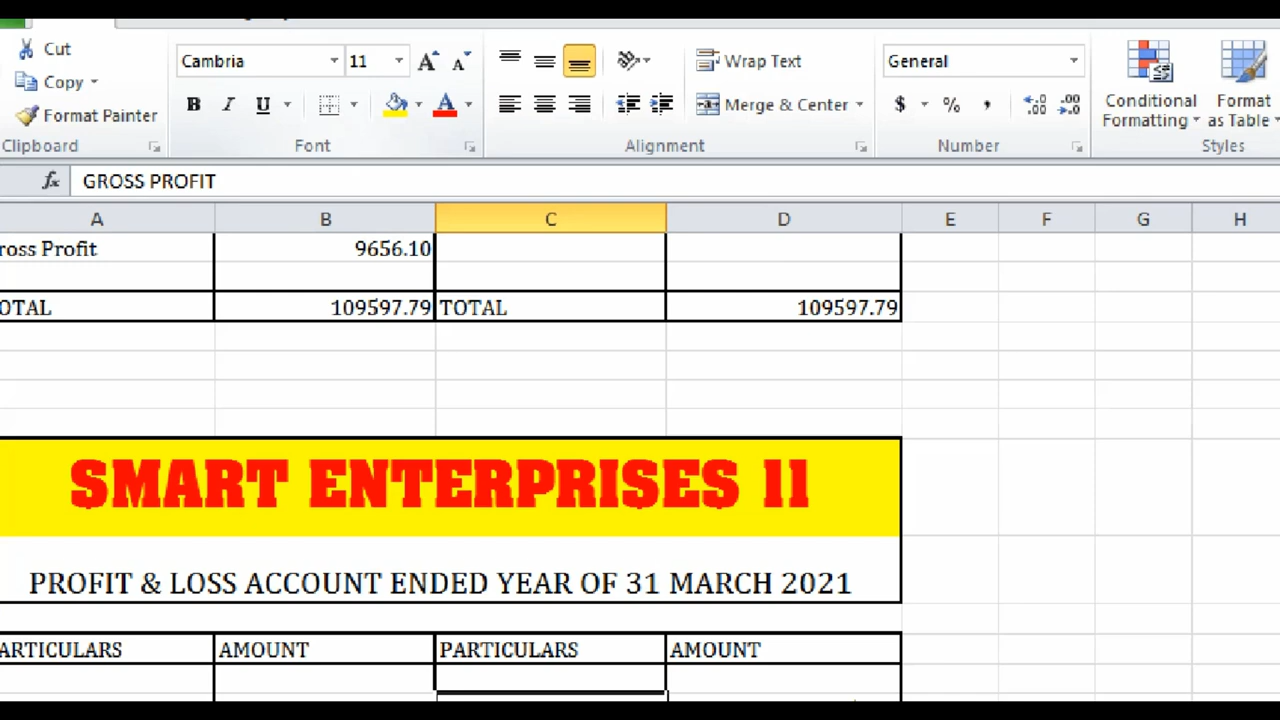 Cut
Copy
Format Painter
Clipboard
Cambria 11
A A
B I U A
Font
Wrap Text
Merge & Center
Alignment
General
$ % ,
.00
.00
Number
Conditional Formatting
Format as Table
Styles
fx GROSS PROFIT
A B C D E F G H
ross Profit 9656.10
OTAL 109597.79 TOTAL 109597.79
SMART ENTERPRISES 11
PROFIT & LOSS ACCOUNT ENDED YEAR OF 31 MARCH 2021
ARTICULARS AMOUNT PARTICULARS AMOUNT